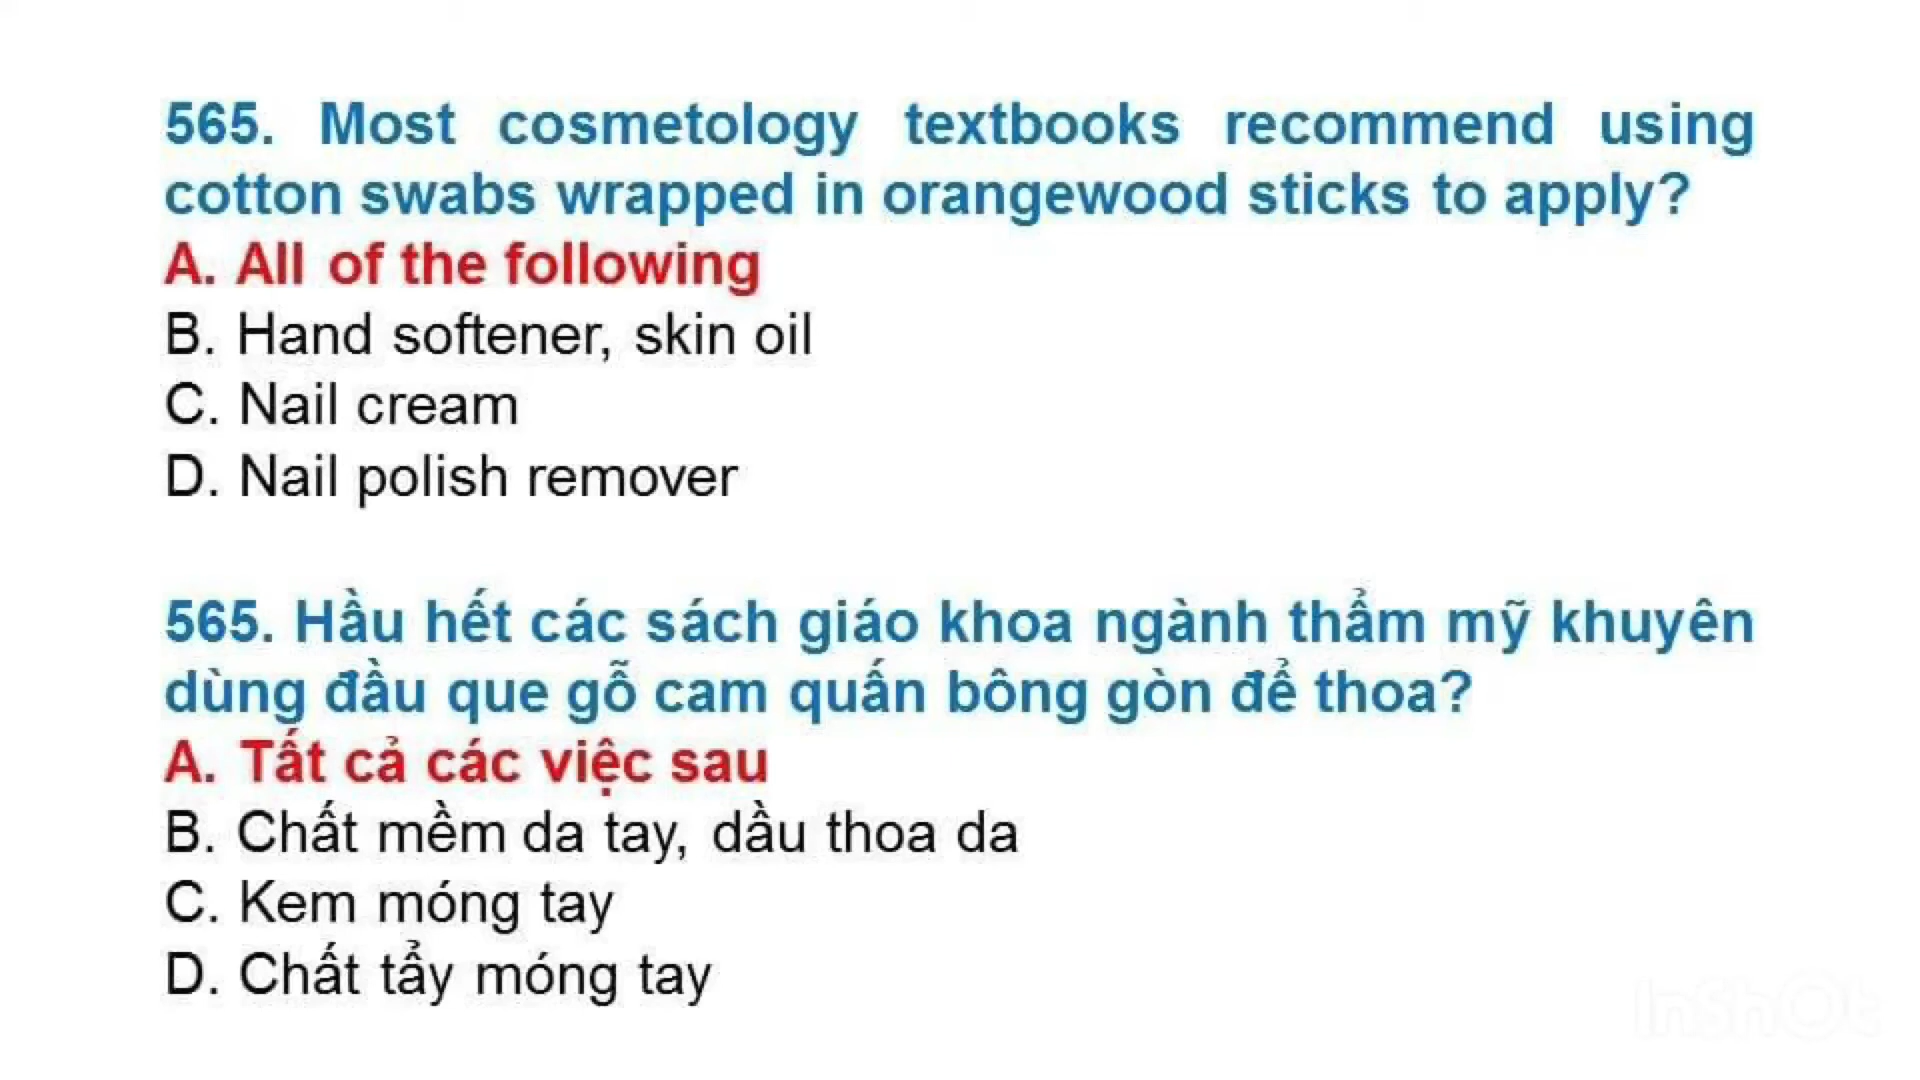 565. Most cosmetology textbooks recommend using
cotton swabs wrapped in orangewood sticks to apply?
A. All of the following
B. Hand softener, skin oil
C. Nail cream
D. Nail polish remover
565. Hầu hết các sách giáo khoa ngành thẩm mỹ khuyên
dùng đầu que gỗ cam quấn bông gòn để thoa?
A. Tất cả các việc sau
B. Chất mềm da tay, dầu thoa da
C. Kem móng tay
D. Chất tẩy móng tay
InShOt